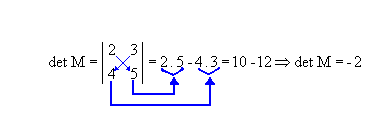 det M = |2 3| = 2 . 5 - 4 . 3 = 10 - 12 ⇒ det M = - 2
|4 5|